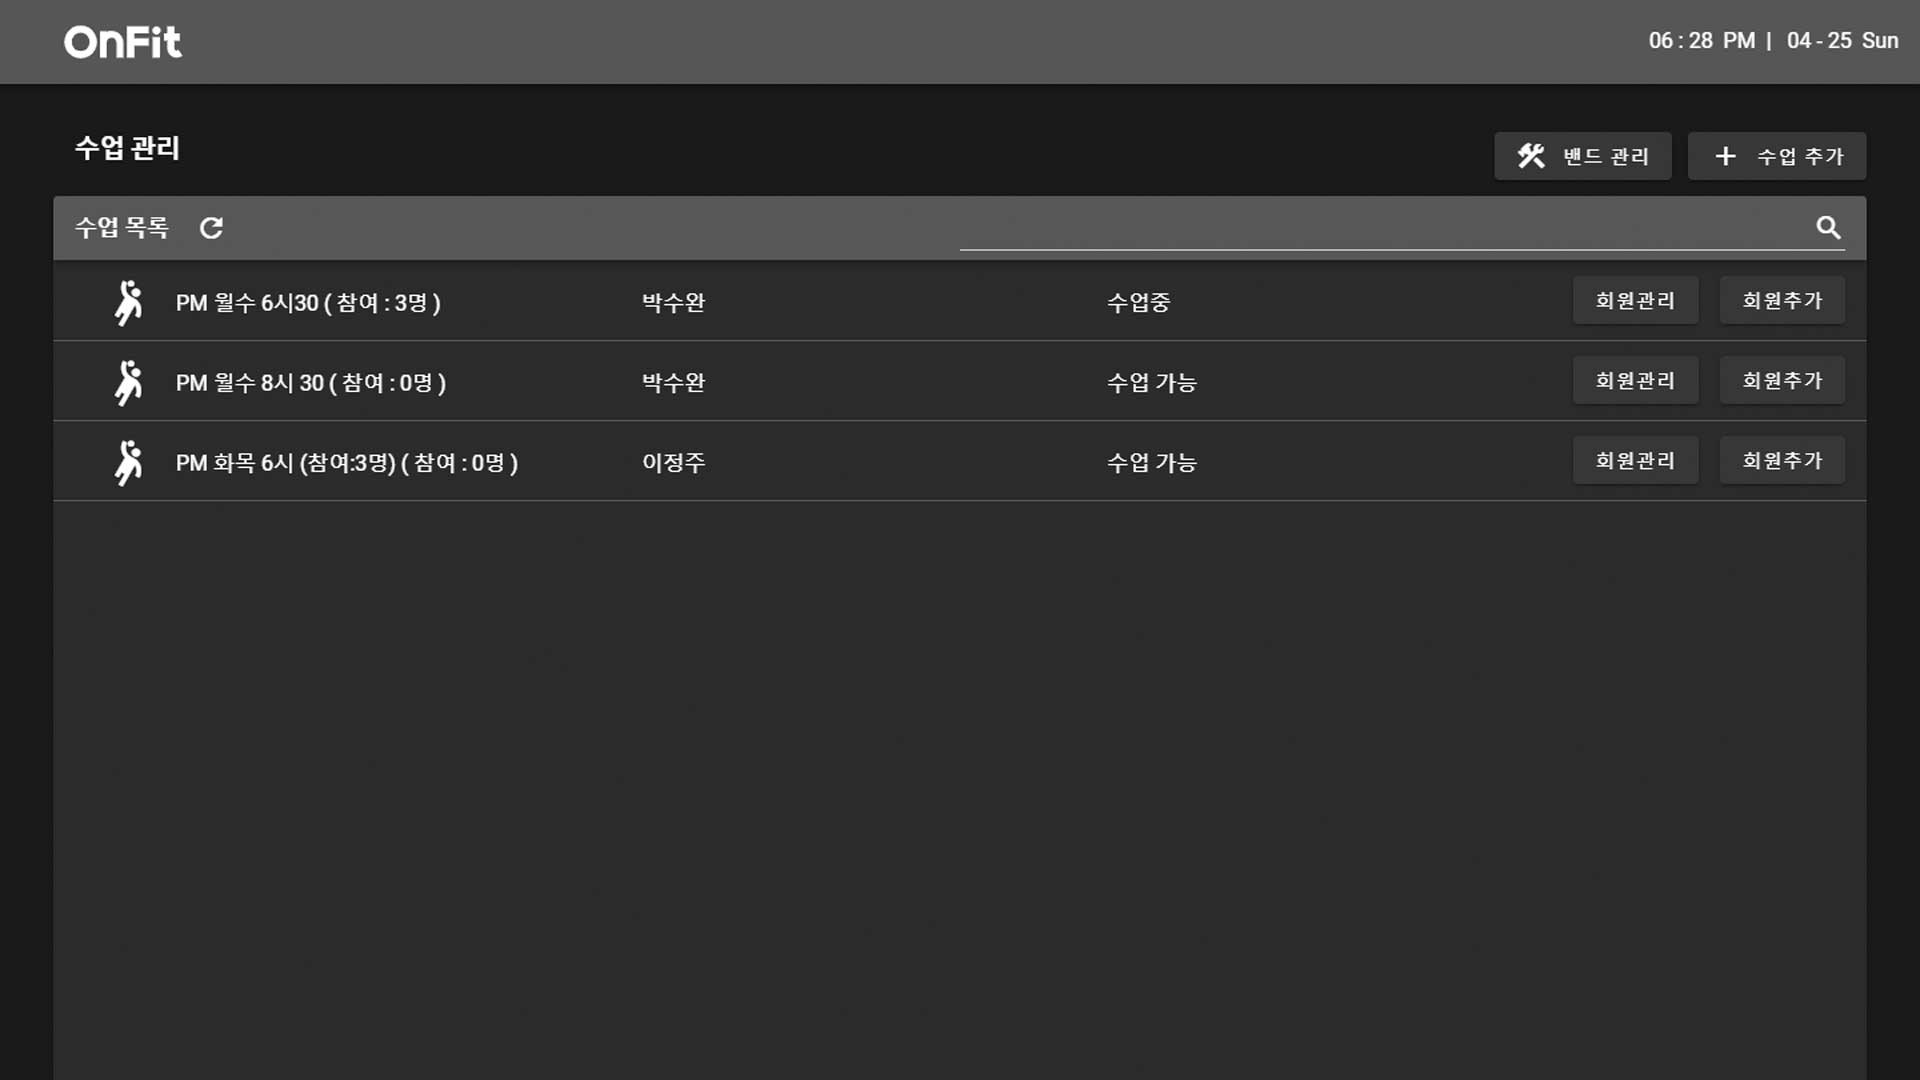 OnFit
06 : 28 PM | 04 - 25 Sun
수업 관리
밴드 관리
수업 추가
수업 목록
PM 월수 6시30 ( 참여 : 3명 ) 박수완 수업중 회원관리 회원추가
PM 월수 8시 30 ( 참여 : 0명 ) 박수완 수업 가능 회원관리 회원추가
PM 화목 6시 (참여:3명) ( 참여 : 0명 ) 이정주 수업 가능 회원관리 회원추가